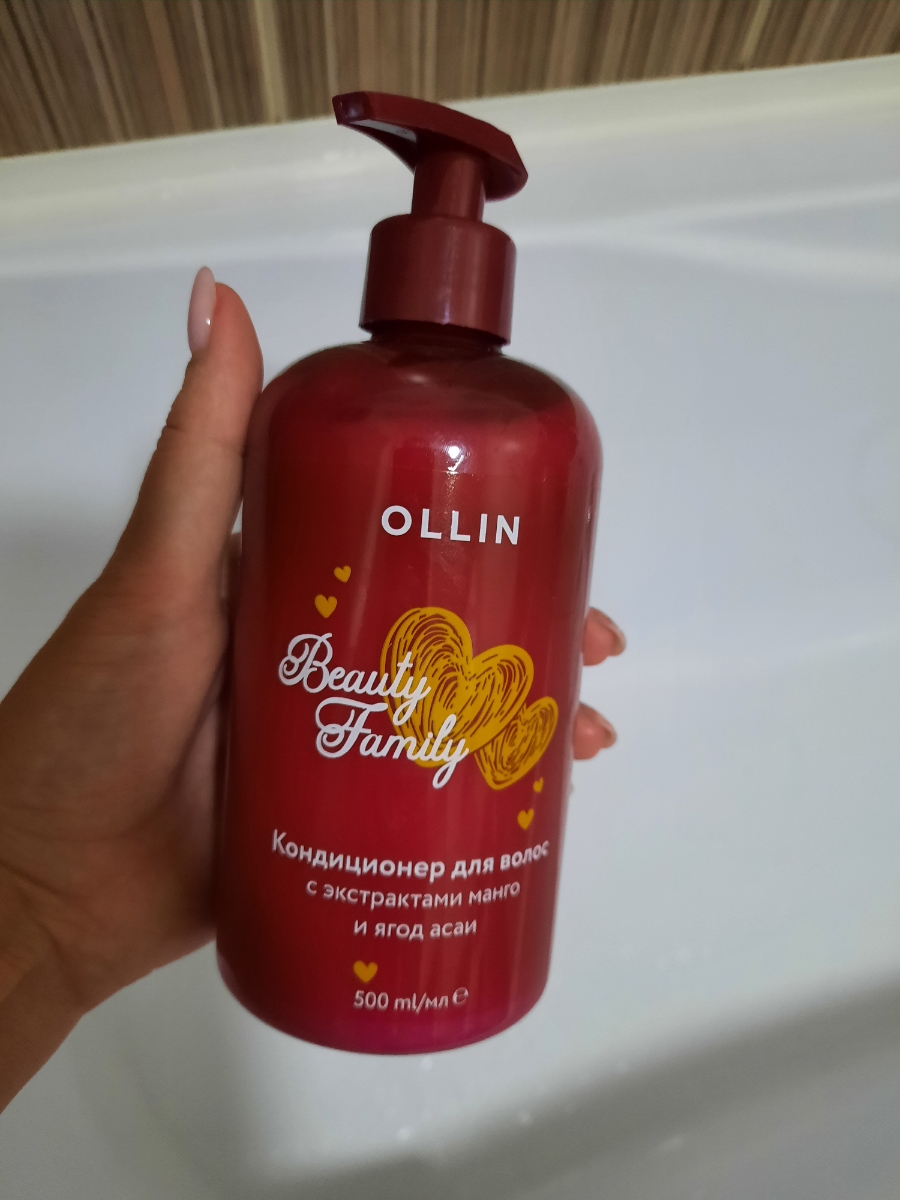 OLLIN
Beauty
Family
Кондиционер для волос
с экстрактами манго
и ягод асаи
500 ml/мл ℮